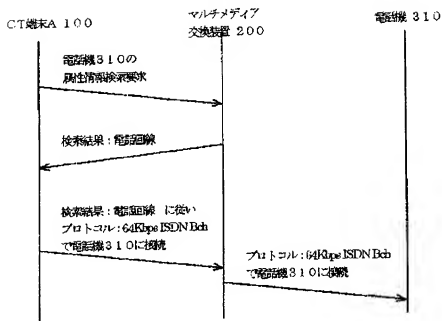 CT端末A 100
マルチメディア
交換装置 200
電話機 310
電話機310の
属性情報検索要求
検索結果:電話回線
検索結果:電話回線 に従い
プロトコル:64Kbps ISDN Bch
で電話機310に接続
プロトコル:64Kbps ISDN Bch
で電話機310に接続